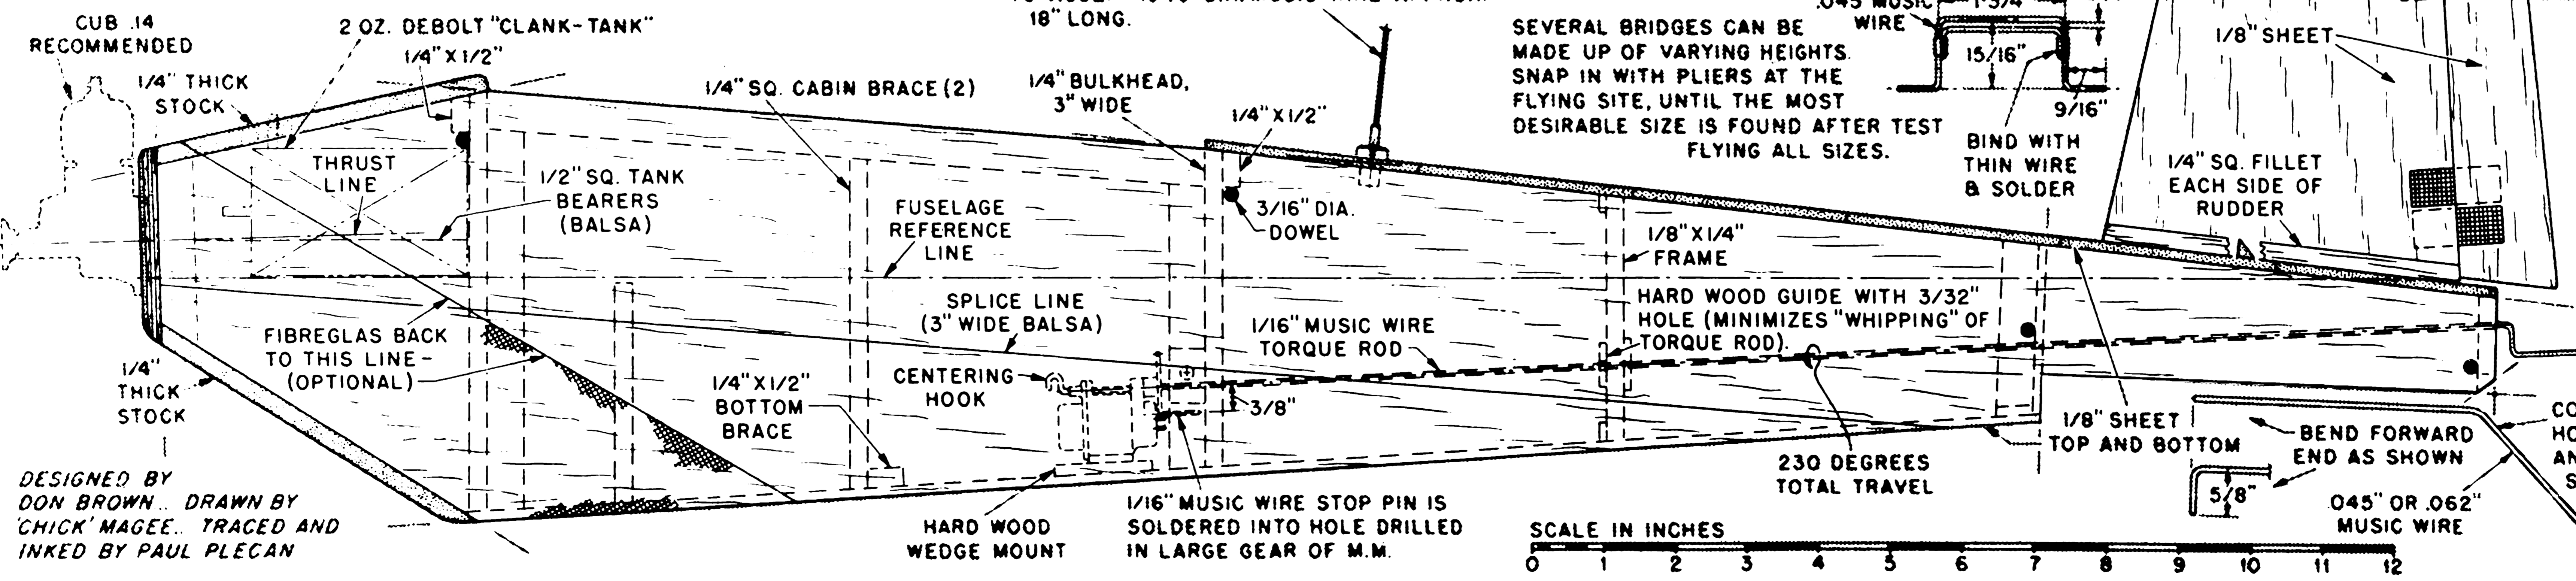 CUB .14
RECOMMENDED
2 OZ. DEBOLT "CLANK-TANK"
1/4" X 1/2"
1/4" THICK
STOCK
THRUST
LINE
1/2" SQ. TANK
BEARERS
(BALSA)
1/4" SQ. CABIN BRACE (2)
18" LONG.
1/4" BULKHEAD,
3" WIDE
1/4" X 1/2"
3/16" DIA.
DOWEL
FUSELAGE
REFERENCE
LINE
SEVERAL BRIDGES CAN BE
MADE UP OF VARYING HEIGHTS.
SNAP IN WITH PLIERS AT THE
FLYING SITE, UNTIL THE MOST
DESIRABLE SIZE IS FOUND AFTER TEST
FLYING ALL SIZES.
.045 MUSIC
WIRE
1-3/4"
15/16"
9/16"
BIND WITH
THIN WIRE
& SOLDER
1/8" SHEET
1/4" SQ. FILLET
EACH SIDE OF
RUDDER
1/8" X 1/4"
FRAME
HARD WOOD GUIDE WITH 3/32"
HOLE (MINIMIZES "WHIPPING" OF
TORQUE ROD).
SPLICE LINE
(3" WIDE BALSA)
1/16" MUSIC WIRE
TORQUE ROD
FIBREGLAS BACK
TO THIS LINE-
(OPTIONAL)
1/4"
THICK
STOCK
1/4" X 1/2"
BOTTOM
BRACE
CENTERING
HOOK
3/8"
1/8" SHEET
TOP AND BOTTOM
230 DEGREES
TOTAL TRAVEL
BEND FORWARD
END AS SHOWN
5/8"
.045" OR .062"
MUSIC WIRE
HARD WOOD
WEDGE MOUNT
1/16" MUSIC WIRE STOP PIN IS
SOLDERED INTO HOLE DRILLED
IN LARGE GEAR OF M.M.
DESIGNED BY
DON BROWN.. DRAWN BY
'CHICK' MAGEE.. TRACED AND
INKED BY PAUL PLECAN
SCALE IN INCHES
0 1 2 3 4 5 6 7 8 9 10 11 12